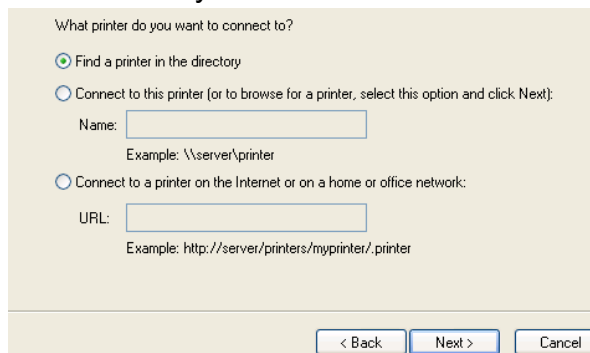 What printer do you want to connect to?
Find a printer in the directory
Connect to this printer (or to browse for a printer, select this option and click Next):
Name:
Example: \\server\printer
Connect to a printer on the Internet or on a home or office network:
URL:
Example: http://server/printers/myprinter/.printer
< Back Next > Cancel